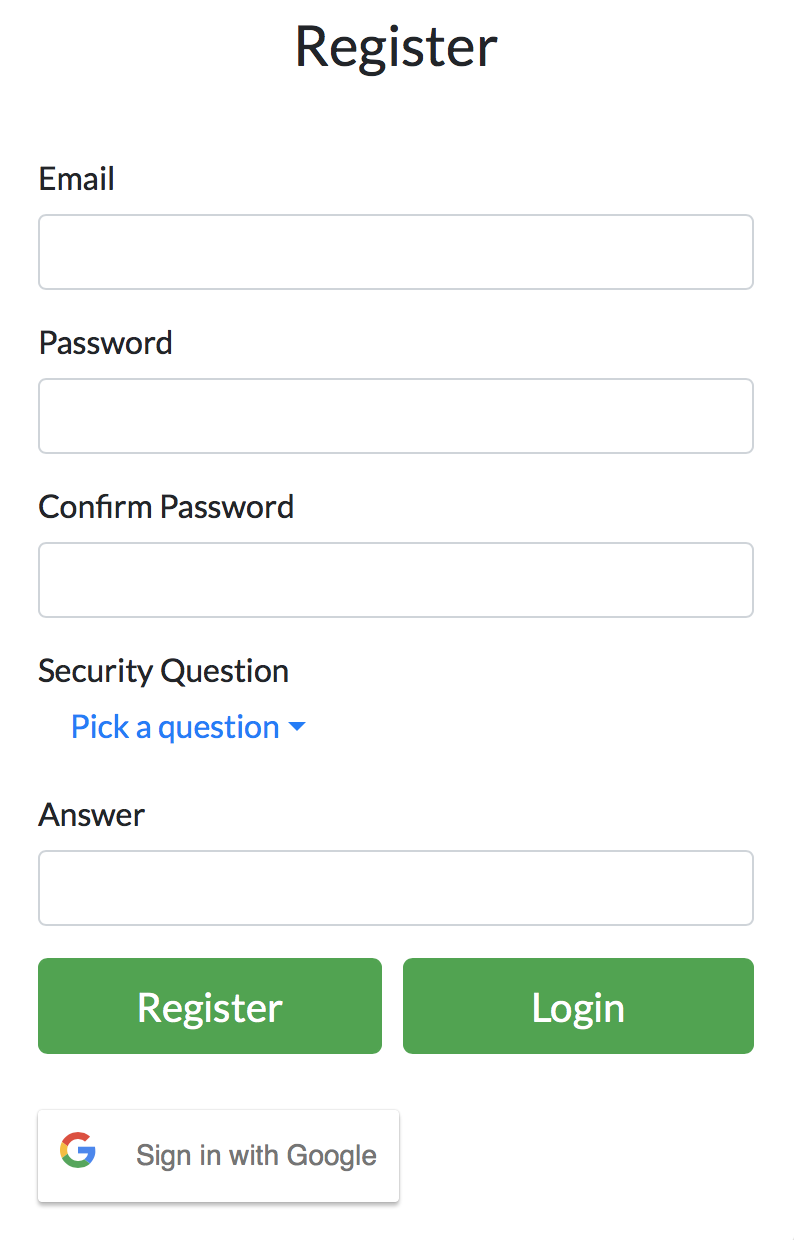 Register
Email
Password
Confirm Password
Security Question
Pick a question
Answer
Register Login
Sign in with Google